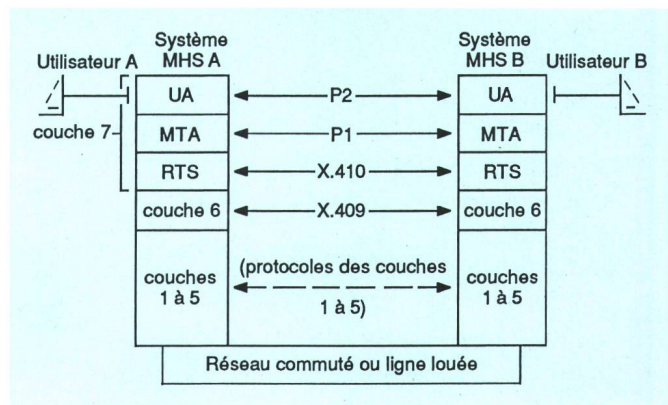 Système
MHS A
Système
MHS B
Utilisateur A
Utilisateur B
couche 7
UA
P2
UA
MTA
P1
MTA
RTS
X.410
RTS
couche 6
X.409
couche 6
couches
1 à 5
(protocoles des couches
1 à 5)
couches
1 à 5
Réseau commuté ou ligne louée